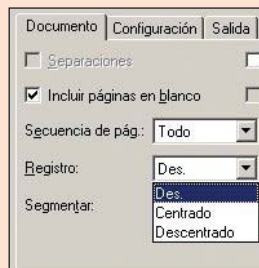 Documento Configuración Salida
Separaciones
Incluir páginas en blanco
Secuencia de pág.: Todo
Registro: Des.
Des.
Segmentar:
Centrado
Descentrado